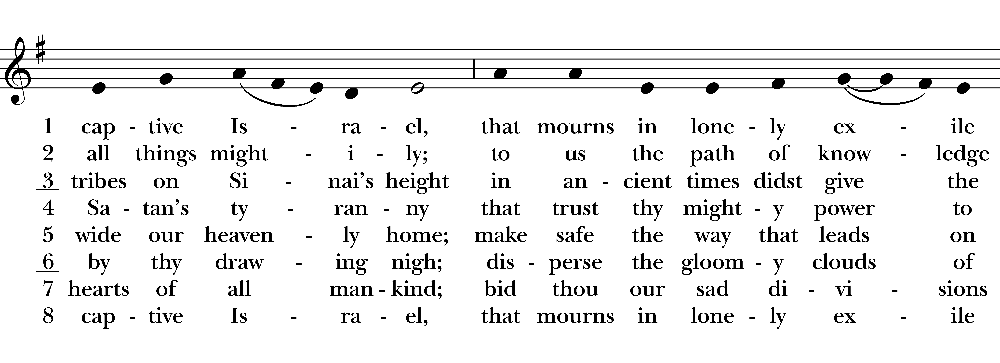 1 cap - tive Is - ra - el, that mourns in lone - ly ex - ile
2 all things might - i - ly; to us the path of know - ledge
3 tribes on Si - nai’s height in an - cient times didst give the
4 Sa - tan’s ty - ran - ny that trust thy might - y power to
5 wide our heaven - ly home; make safe the way that leads on
6 by thy draw - ing nigh; dis - perse the gloom - y clouds of
7 hearts of all man - kind; bid thou our sad di - vi - sions
8 cap - tive Is - ra - el, that mourns in lone - ly ex - ile